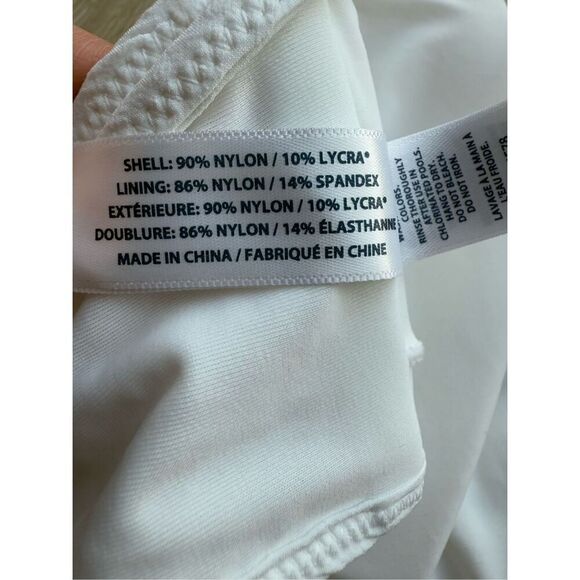 SHELL: 90% NYLON / 10% LYCRA®
LINING: 86% NYLON / 14% SPANDEX
EXTÉRIEURE: 90% NYLON / 10% LYCRA®
DOUBLURE: 86% NYLON / 14% ÉLASTHANNE
MADE IN CHINA / FABRIQUÉ EN CHINE
COLORS.
RINSE THOROUGHLY
AFTER USE IN
CHLORINATED POOLS.
HANG TO DRY.
DO NOT BLEACH.
DO NOT IRON.
LAVAGE À LA MAIN À
L'EAU FROIDE.